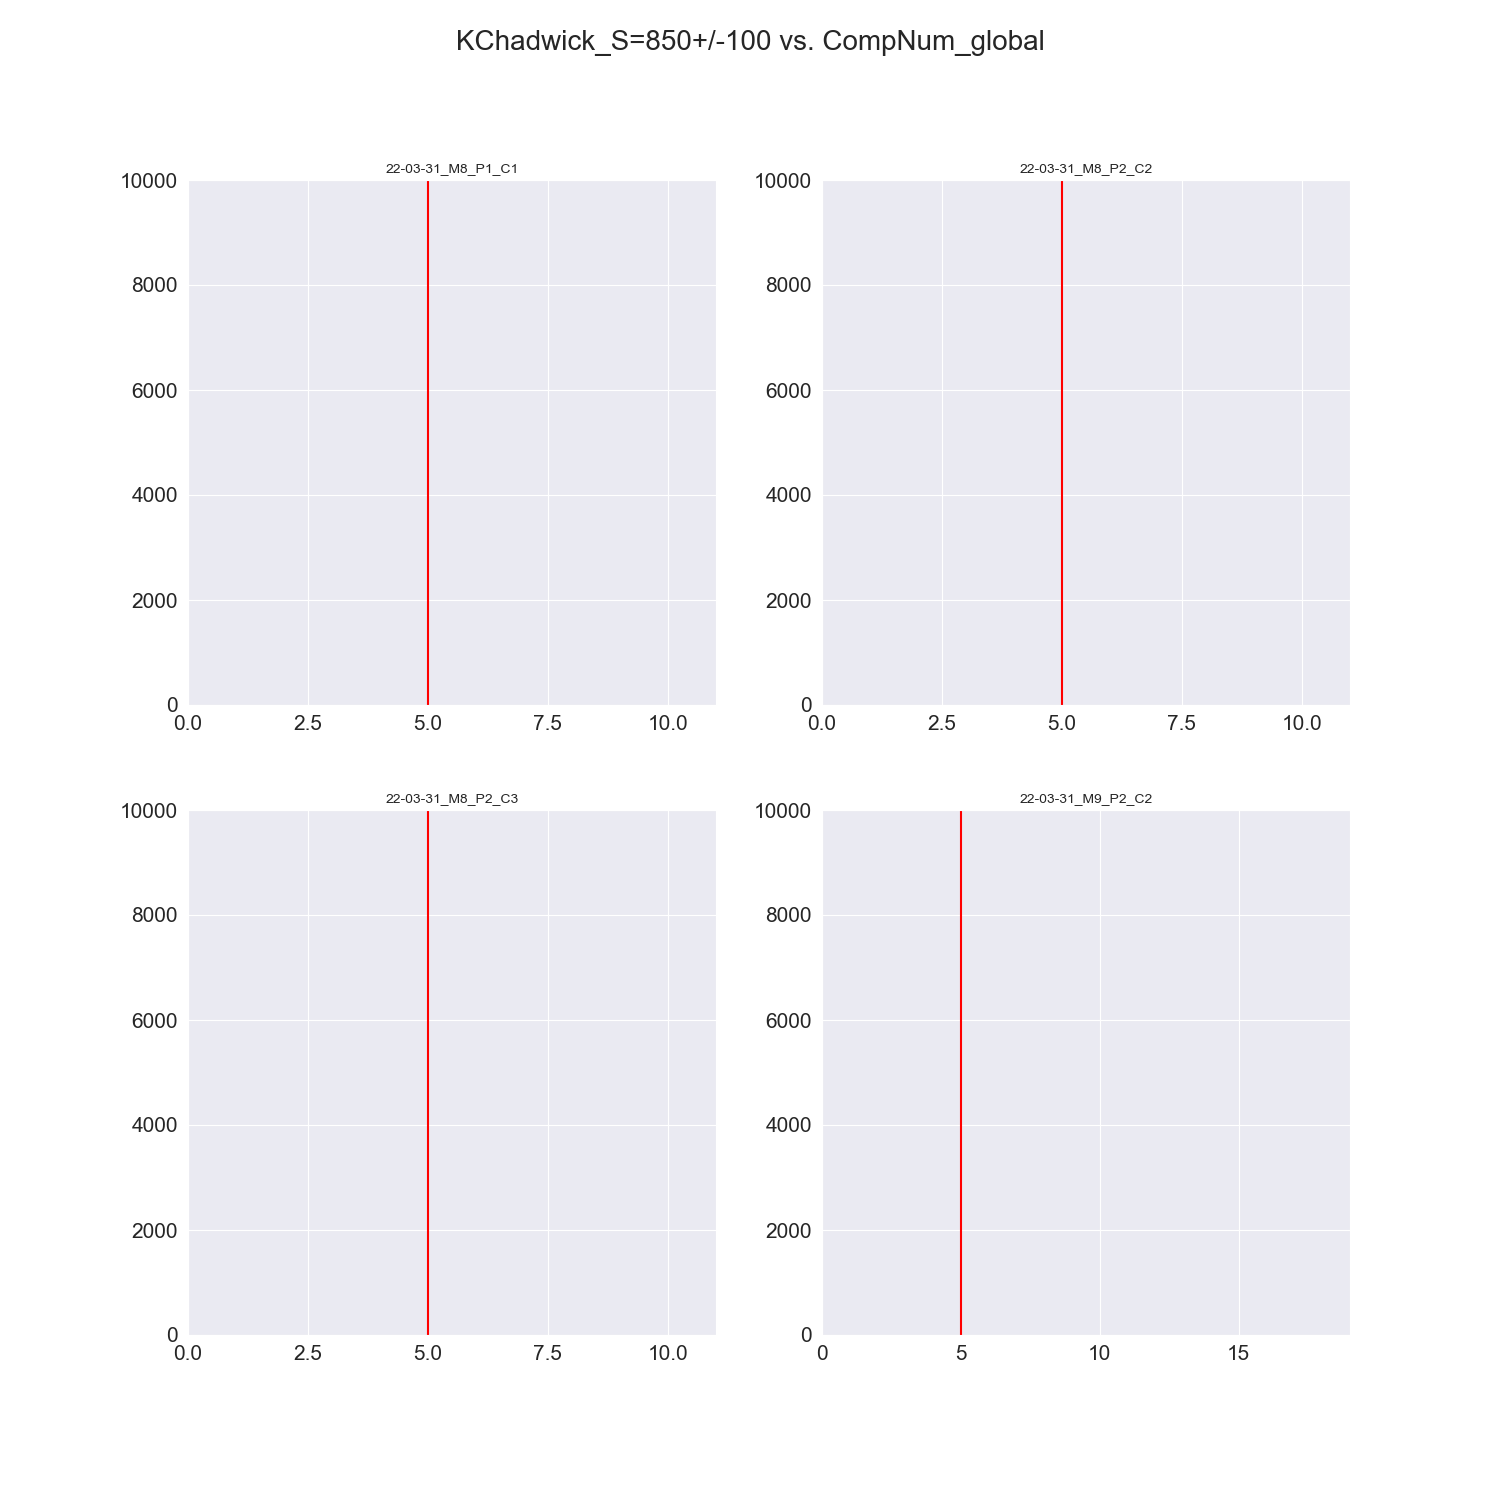 KChadwick_S=850+/-100 vs. CompNum_global
22-03-31_M8_P1_C1
10000
8000
6000
4000
2000
0
0.0 2.5 5.0 7.5 10.0
22-03-31_M8_P2_C2
10000
8000
6000
4000
2000
0
0.0 2.5 5.0 7.5 10.0
22-03-31_M8_P2_C3
10000
8000
6000
4000
2000
0
0.0 2.5 5.0 7.5 10.0
22-03-31_M9_P2_C2
10000
8000
6000
4000
2000
0
0 5 10 15